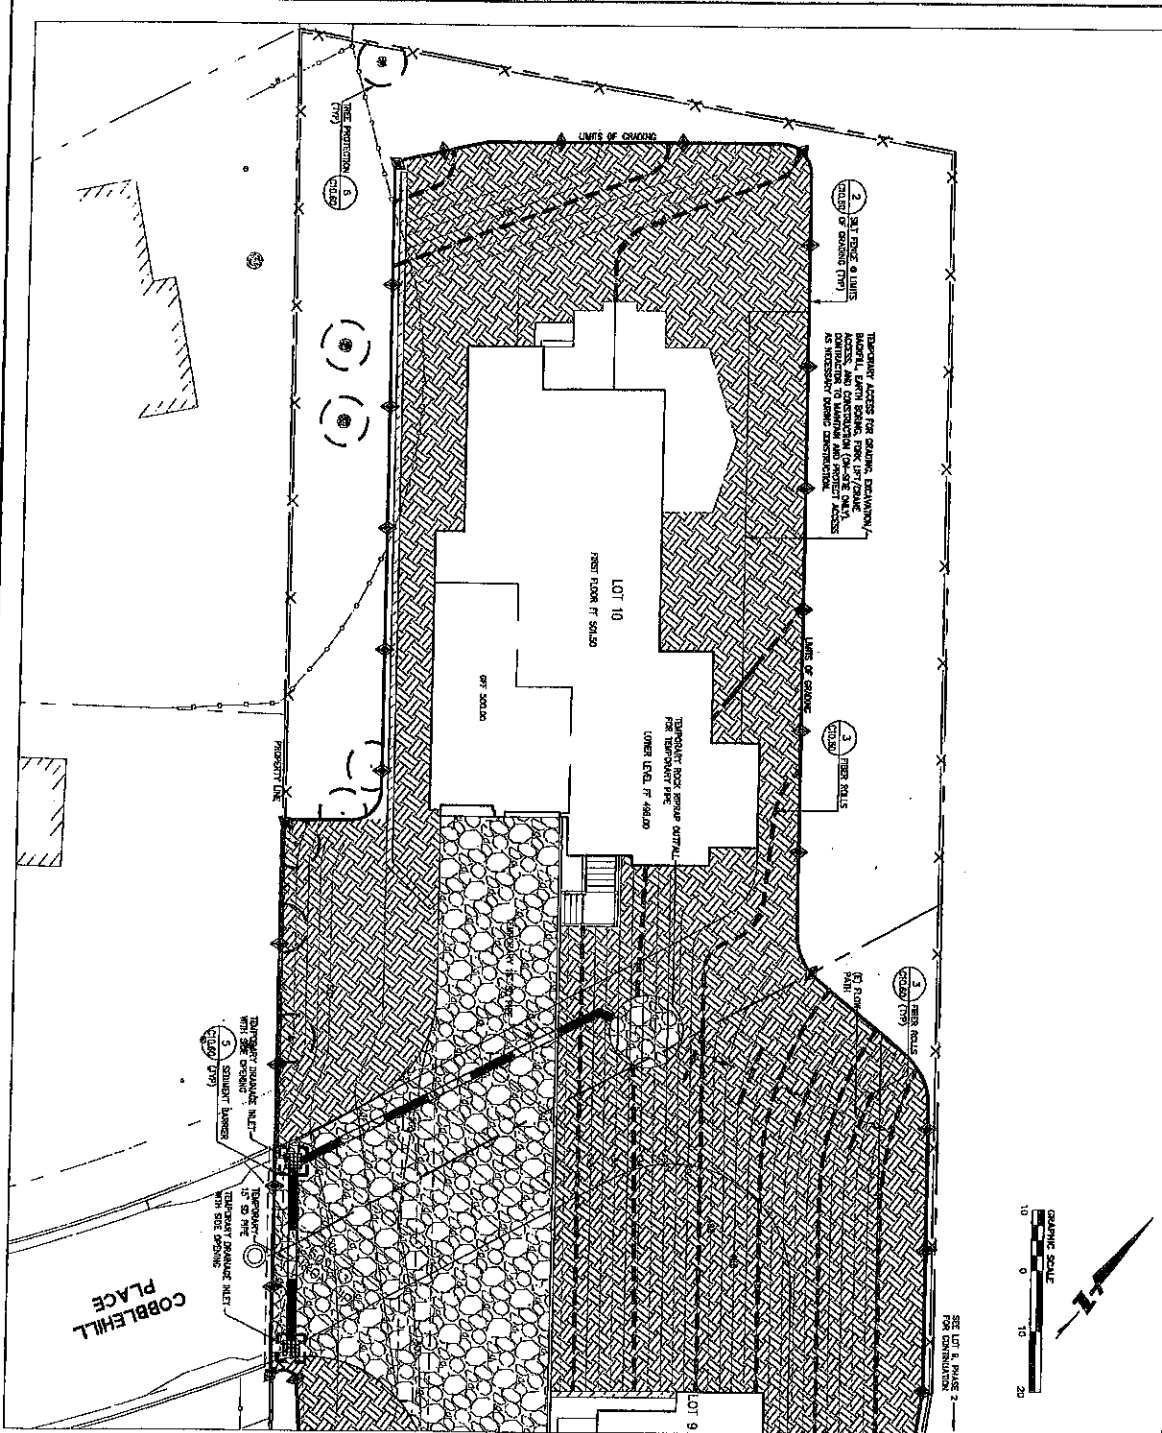 LIMITS OF GRADING
TREE PROTECTION
(TYP)
6
C10.60
2
C10.60
SILT FENCE @ LIMITS
OF GRADING (TYP)
TEMPORARY ACCESS FOR GRADING, EXCAVATION/
BACKFILL, EARTH BORING, FORK LIFT/CRANE
ACCESS, AND CONSTRUCTION (ON-SITE ONLY).
CONTRACTOR TO MAINTAIN AND PROTECT ACCESS
AS NECESSARY DURING CONSTRUCTION.
LOT 10
FIRST FLOOR FF 501.50
GFF 500.00
LIMITS OF GRADING
3
C10.60
FIBER ROLLS
TEMPORARY ROCK RIPRAP OUTFALL
FOR TEMPORARY PIPE
LOWER LEVEL FF 498.00
PROPERTY LINE
3
C10.60 (TYP)
FIBER ROLLS
(E) FLOW
PATH
TEMPORARY DRAINAGE INLET
WITH SIDE OPENING
5
C10.60 (TYP)
SEDIMENT BARRIER
TEMPORARY
15" SD PIPE
TEMPORARY DRAINAGE INLET
WITH SIDE OPENING
COBBLEHILL
PLACE
LOT 9
SEE LOT 9, PHASE 2
FOR CONTINUATION
GRAPHIC SCALE
10 0 10 20